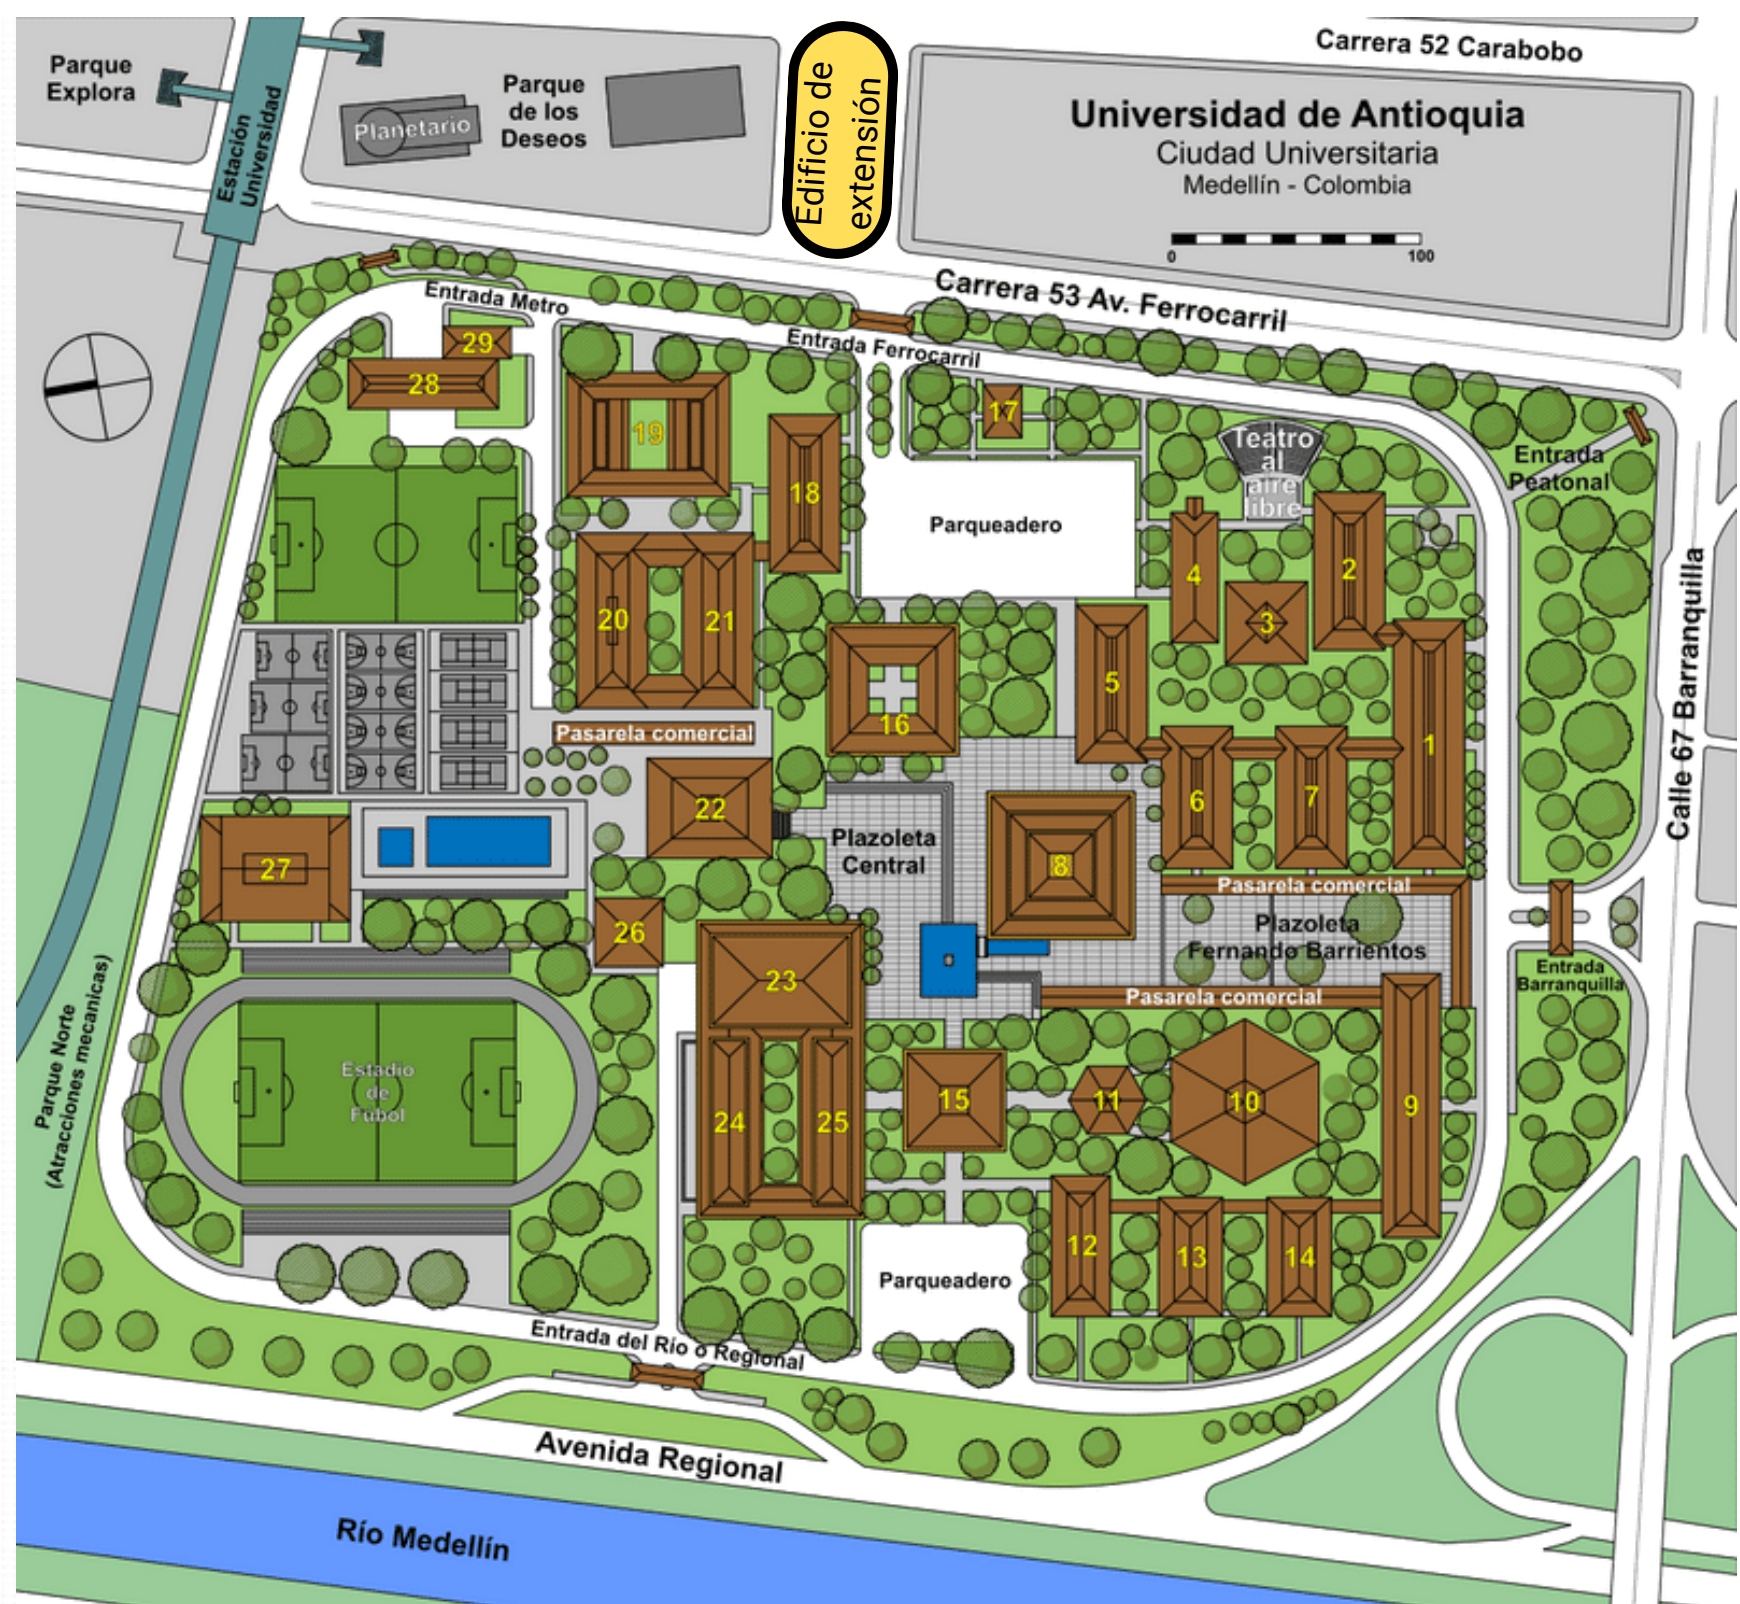 Carrera 52 Carabobo
Parque
Explora
Estación
Universidad
Planetario
Parque
de los
Deseos
Edificio de
extensión
Universidad de Antioquia
Ciudad Universitaria
Medellín - Colombia
0
100
Carrera 53 Av. Ferrocarril
Entrada Metro
Entrada Ferrocarril
29
28
19
18
17
Teatro
al
aire
libre
Entrada
Peatonal
Parqueadero
4
2
3
20
21
5
16
1
Calle 67 Barranquilla
Pasarela comercial
22
6
7
Plazoleta
Central
8
27
Pasarela comercial
Plazoleta
Fernando Barrientos
26
23
Entrada
Barranquilla
Pasarela comercial
Parque Norte
(Atracciones mecanicas)
Estadio
de
Fúbol
24
25
15
11
10
9
12
13
14
Parqueadero
Entrada del Río o Regional
Avenida Regional
Río Medellín